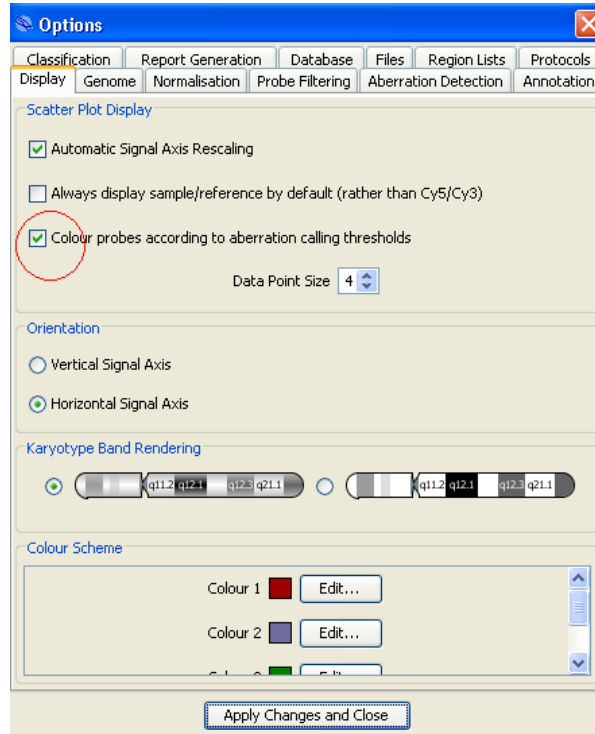 Options
Classification Report Generation Database Files Region Lists Protocols
Display Genome Normalisation Probe Filtering Aberration Detection Annotation
Scatter Plot Display
Automatic Signal Axis Rescaling
Always display sample/reference by default (rather than Cy5/Cy3)
Colour probes according to aberration calling thresholds
Data Point Size 4
Orientation
Vertical Signal Axis
Horizontal Signal Axis
Karyotype Band Rendering
q11.2 q12.1 q12.3 q21.1 q11.2 q12.1 q12.3 q21.1
Colour Scheme
Colour 1 Edit...
Colour 2 Edit...
Apply Changes and Close